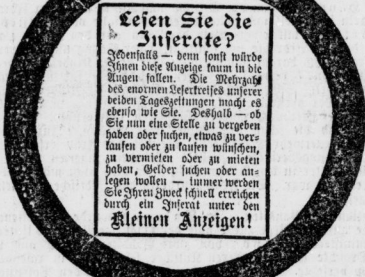 Lesen Sie die
Inserate?
Jedenfalls — denn sonst würde
Ihnen diese Anzeige kaum in die
Augen fallen. Die Mehrzahl
des enormen Leserkreises unserer
beiden Tageszeitungen macht es
ebenso wie Sie. Deshalb — ob
Sie nun eine Stelle zu vergeben
haben oder suchen, etwas zu ver-
kaufen oder zu kaufen wünschen,
zu vermieten oder zu mieten
haben, Gelder suchen oder an-
legen wollen — immer werden
Sie Ihren Zweck schnell erreichen
durch ein Inserat unter den
Kleinen Anzeigen!